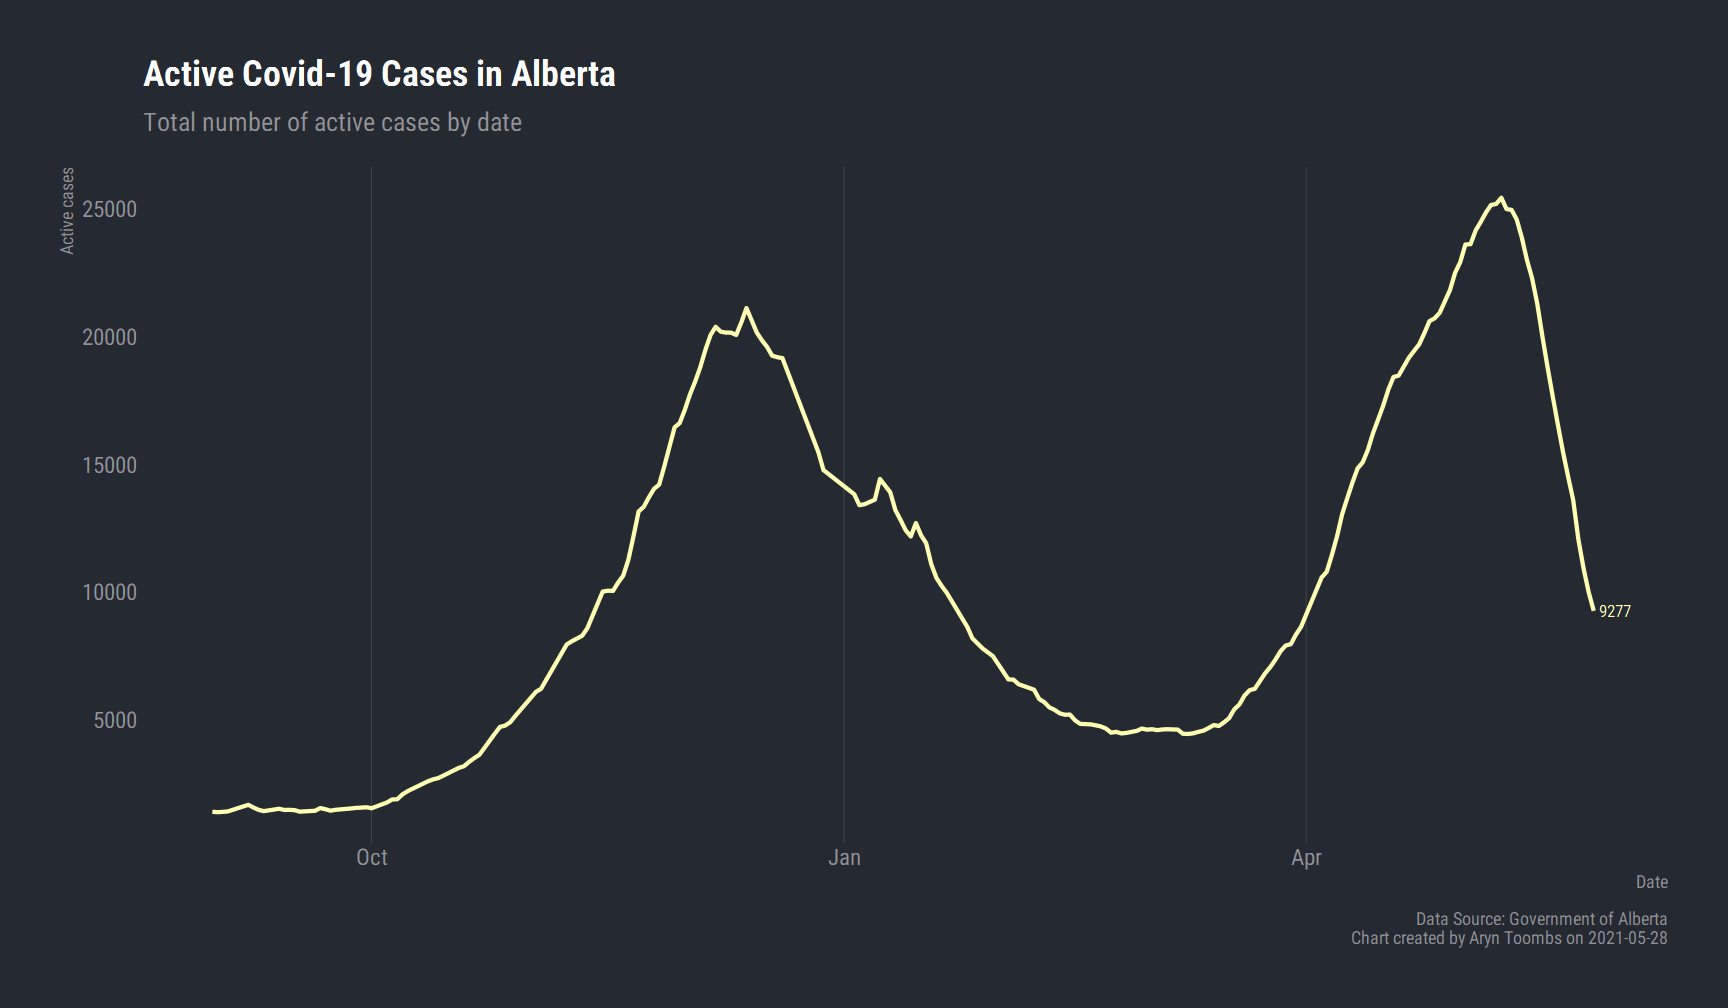 Active Covid-19 Cases in Alberta
Total number of active cases by date
Active cases
25000
20000
15000
10000
5000
9277
Oct
Jan
Apr
Date
Data Source: Government of Alberta
Chart created by Aryn Toombs on 2021-05-28